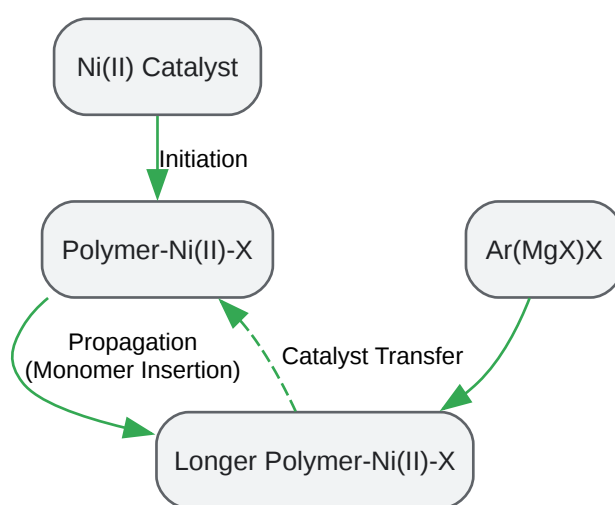 Ni(II) Catalyst
Initiation
Polymer-Ni(II)-X
Ar(MgX)X
Propagation
(Monomer Insertion)
Catalyst Transfer
Longer Polymer-Ni(II)-X